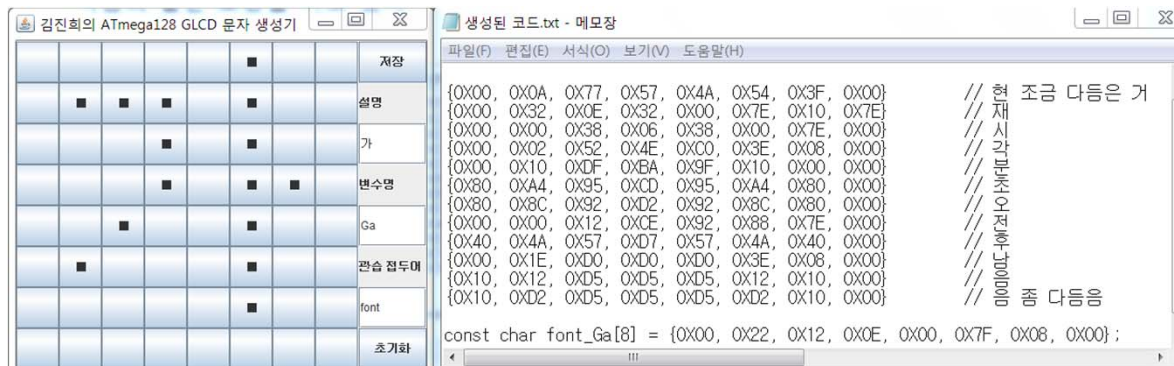 김진희의 ATmega128 GLCD 문자 생성기
저장
설명
가
변수명
Ga
관습 접두어
font
초기화
생성된 코드.txt - 메모장
파일(F) 편집(E) 서식(O) 보기(V) 도움말(H)
{0X00, 0X0A, 0X77, 0X57, 0X4A, 0X54, 0X3F, 0X00} // 현 조금 다듬은 거
{0X00, 0X32, 0X0E, 0X32, 0X00, 0X7E, 0X10, 0X7E} // 재
{0X00, 0X00, 0X38, 0X06, 0X38, 0X00, 0X7E, 0X00} // 시
{0X00, 0X02, 0X52, 0X4E, 0XC0, 0X3E, 0X08, 0X00} // 각
{0X00, 0X10, 0XDF, 0XBA, 0X9F, 0X10, 0X00, 0X00} // 분
{0X80, 0XA4, 0X95, 0XCD, 0X95, 0XA4, 0X80, 0X00} // 초
{0X80, 0X8C, 0X92, 0XD2, 0X92, 0X8C, 0X80, 0X00} // 오
{0X00, 0X00, 0X12, 0XCE, 0X92, 0X88, 0X7E, 0X00} // 전
{0X40, 0X4A, 0X57, 0XD7, 0X57, 0X4A, 0X40, 0X00} // 후
{0X00, 0X1E, 0XD0, 0XD0, 0XD0, 0X3E, 0X08, 0X00} // 남
{0X10, 0X12, 0XD5, 0XD5, 0XD5, 0X12, 0X10, 0X00} // 음
{0X10, 0XD2, 0XD5, 0XD5, 0XD5, 0XD2, 0X10, 0X00} // 음 좀 다듬음
const char font_Ga[8] = {0X00, 0X22, 0X12, 0X0E, 0X00, 0X7F, 0X08, 0X00};